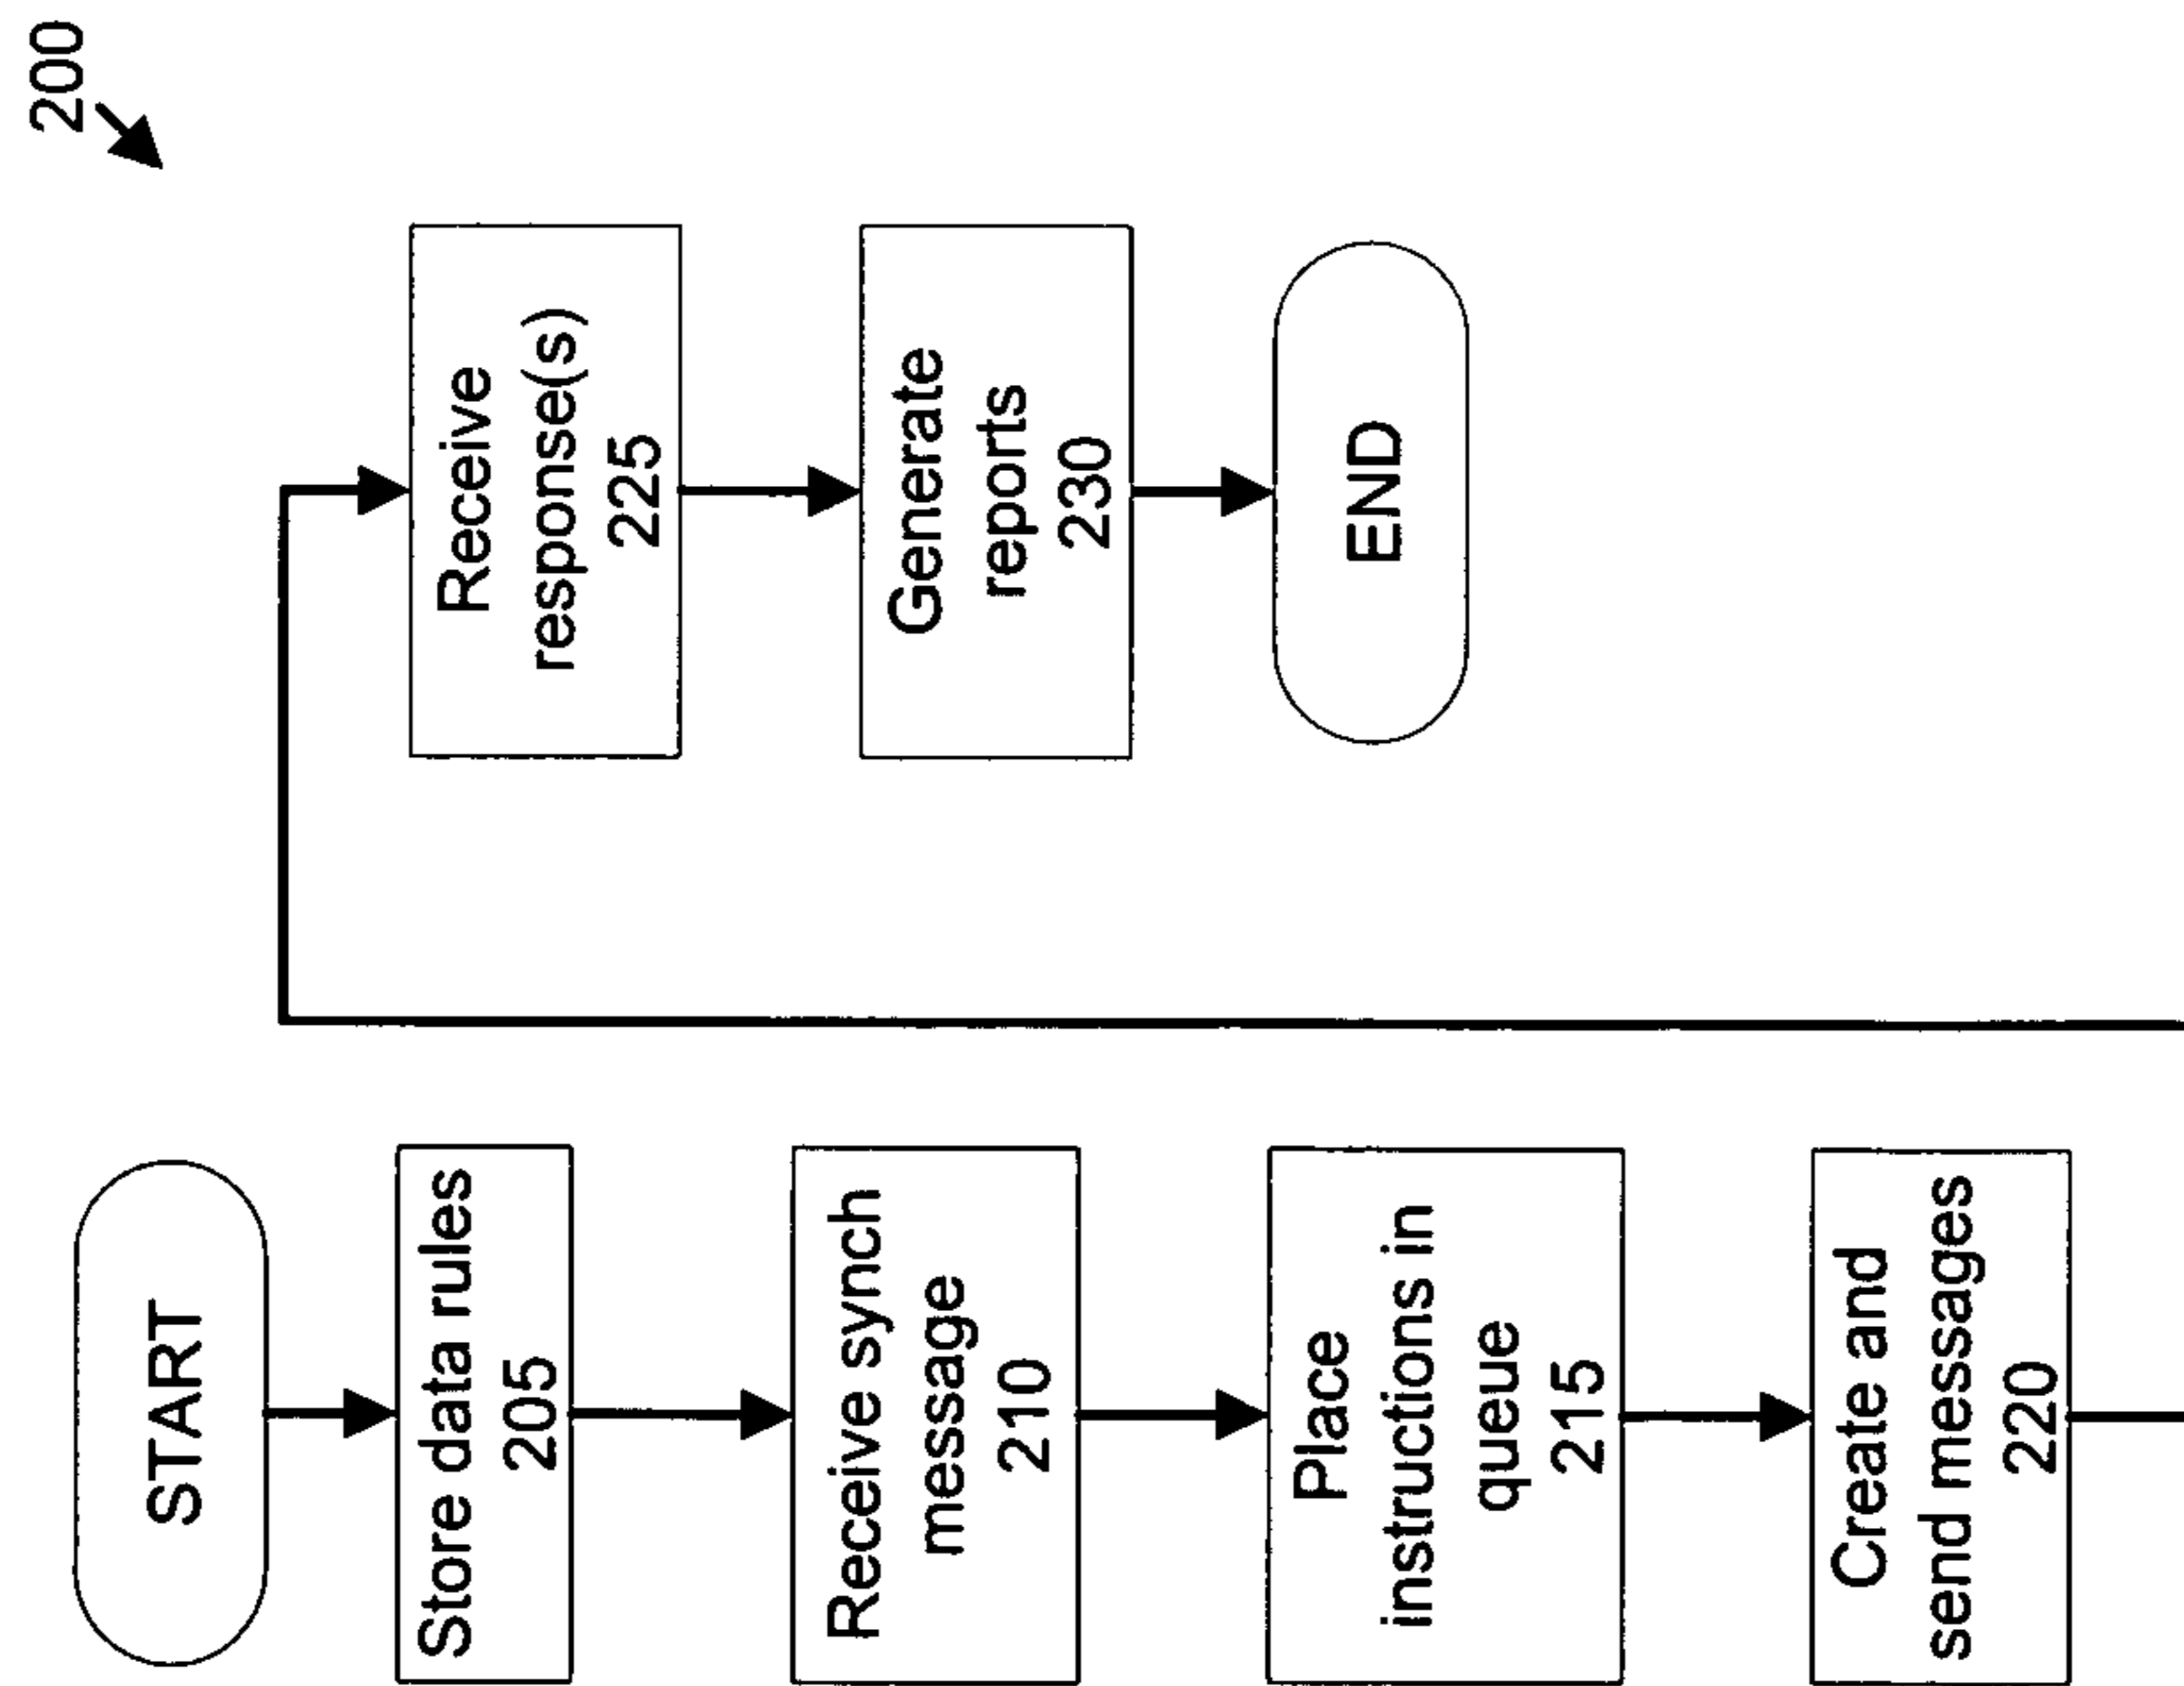 200
START
Store data rules
205
Receive synch
message
210
Place
instructions in
queue
215
Create and
send messages
220
Receive
response(s)
225
Generate
reports
230
END